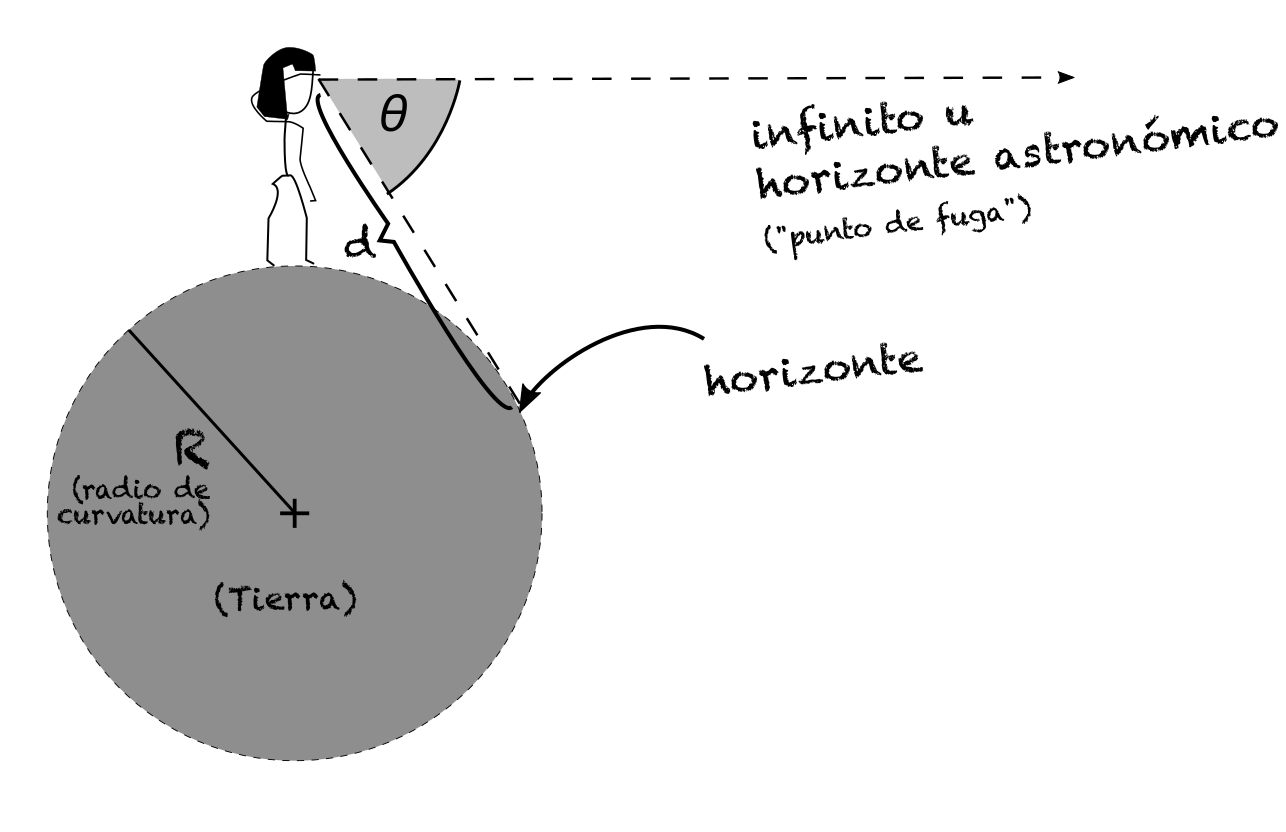 θ
infinito u
horizonte astronómico
("punto de fuga")
d
horizonte
R
(radio de
curvatura)
(Tierra)